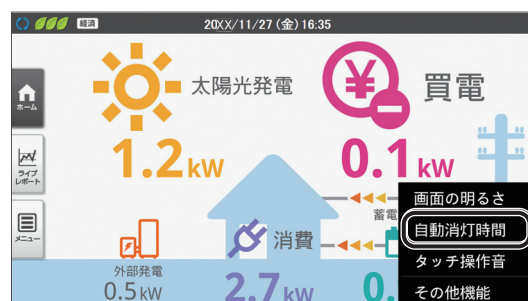 経済 20XX/11/27(金)16:35
ホーム
太陽光発電
¥
買電
1.2kW
0.1kW
ライブ
レポート
画面の明るさ
蓄電
自動消灯時間
メニュー
消費
タッチ操作音
外部発電
0.5kW
2.7kW
0.
その他機能